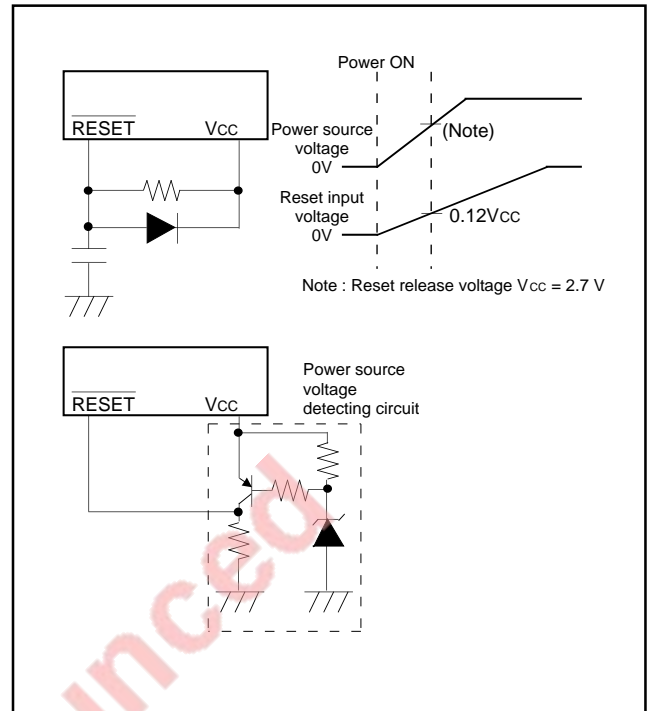 Power ON
RESET VCC
Power source
voltage
0V
(Note)
Reset input
voltage
0V
0.12VCC
Note : Reset release voltage VCC = 2.7 V
RESET VCC
Power source
voltage
detecting circuit
unced